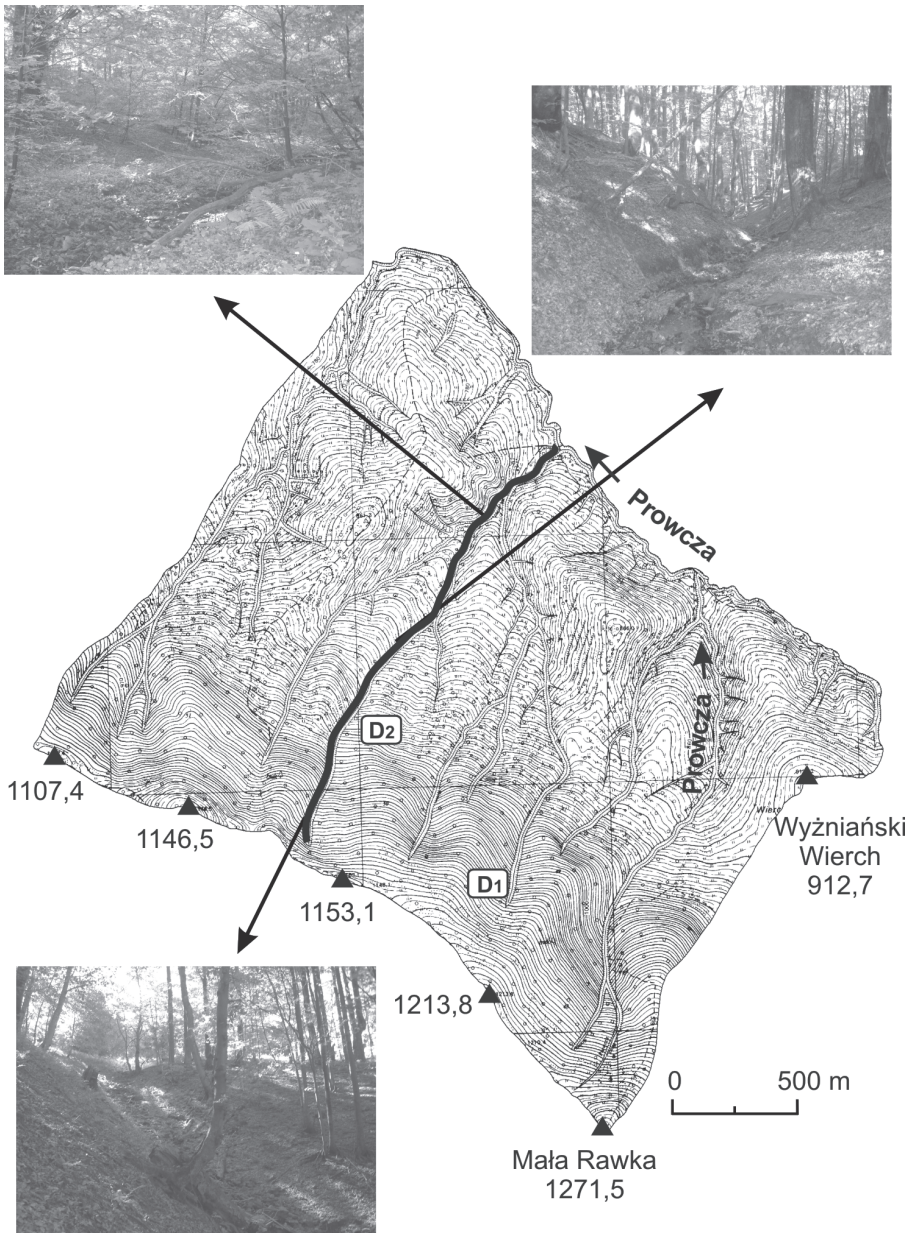 Prowcza
Prowcza
D2
D1
1107,4
1146,5
1153,1
1213,8
Wierch
Wyżniański
Wierch
912,7
0 500 m
Mała Rawka
1271,5